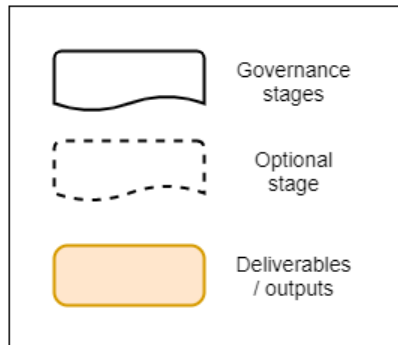 Governance
stages
Optional
stage
Deliverables
/ outputs